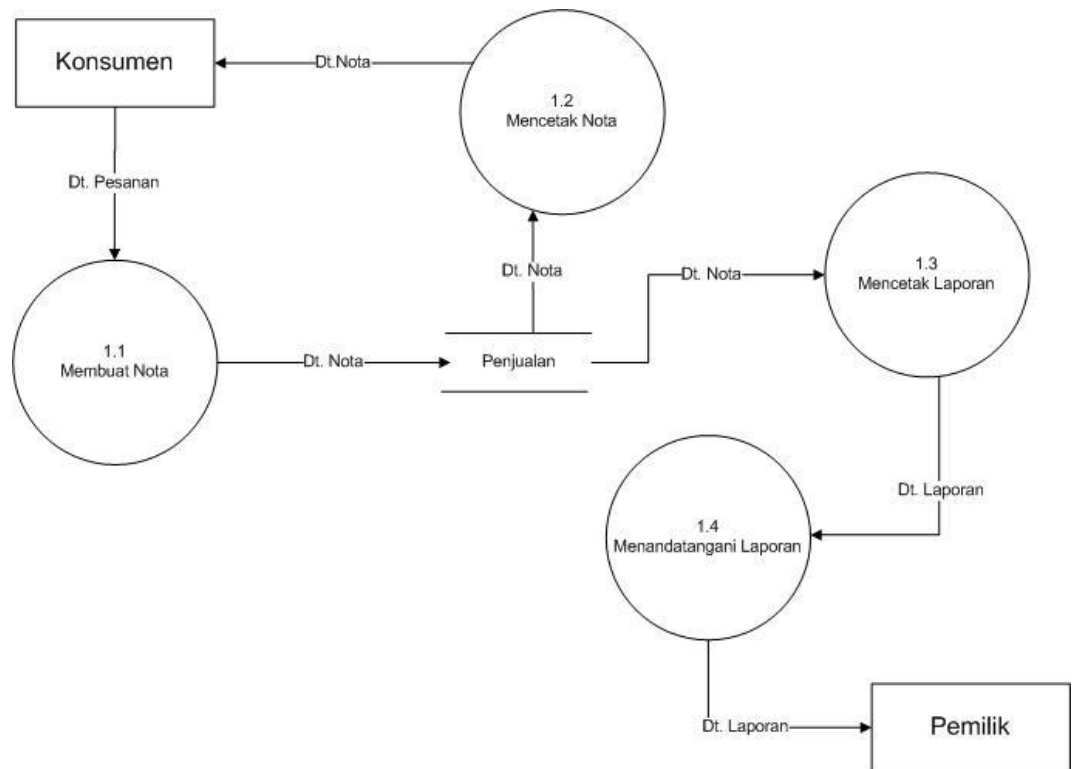 Konsumen
Dt.Nota
1.2
Mencetak Nota
Dt. Pesanan
1.3
Mencetak Laporan
Dt. Nota
Dt. Nota
1.1
Membuat Nota
Dt. Nota
Penjualan
Dt. Laporan
1.4
Menandatangani Laporan
Dt. Laporan
Pemilik